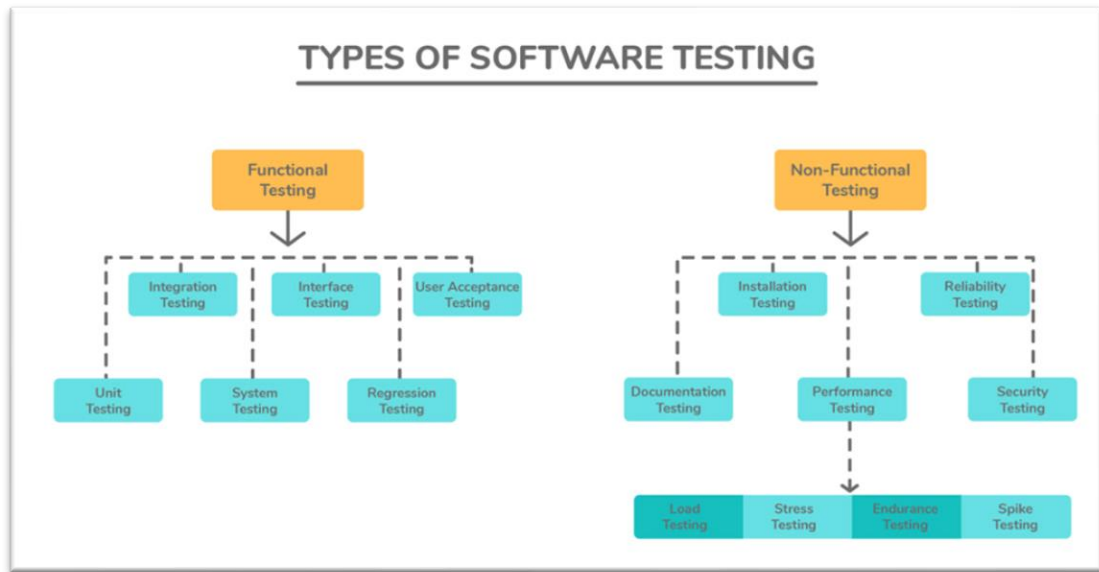 TYPES OF SOFTWARE TESTING
Functional
Testing
Non-Functional
Testing
Integration
Testing
Interface
Testing
User Acceptance
Testing
Installation
Testing
Reliability
Testing
Unit
Testing
System
Testing
Regression
Testing
Documentation
Testing
Performance
Testing
Security
Testing
Load
Testing
Stress
Testing
Endurance
Testing
Spike
Testing